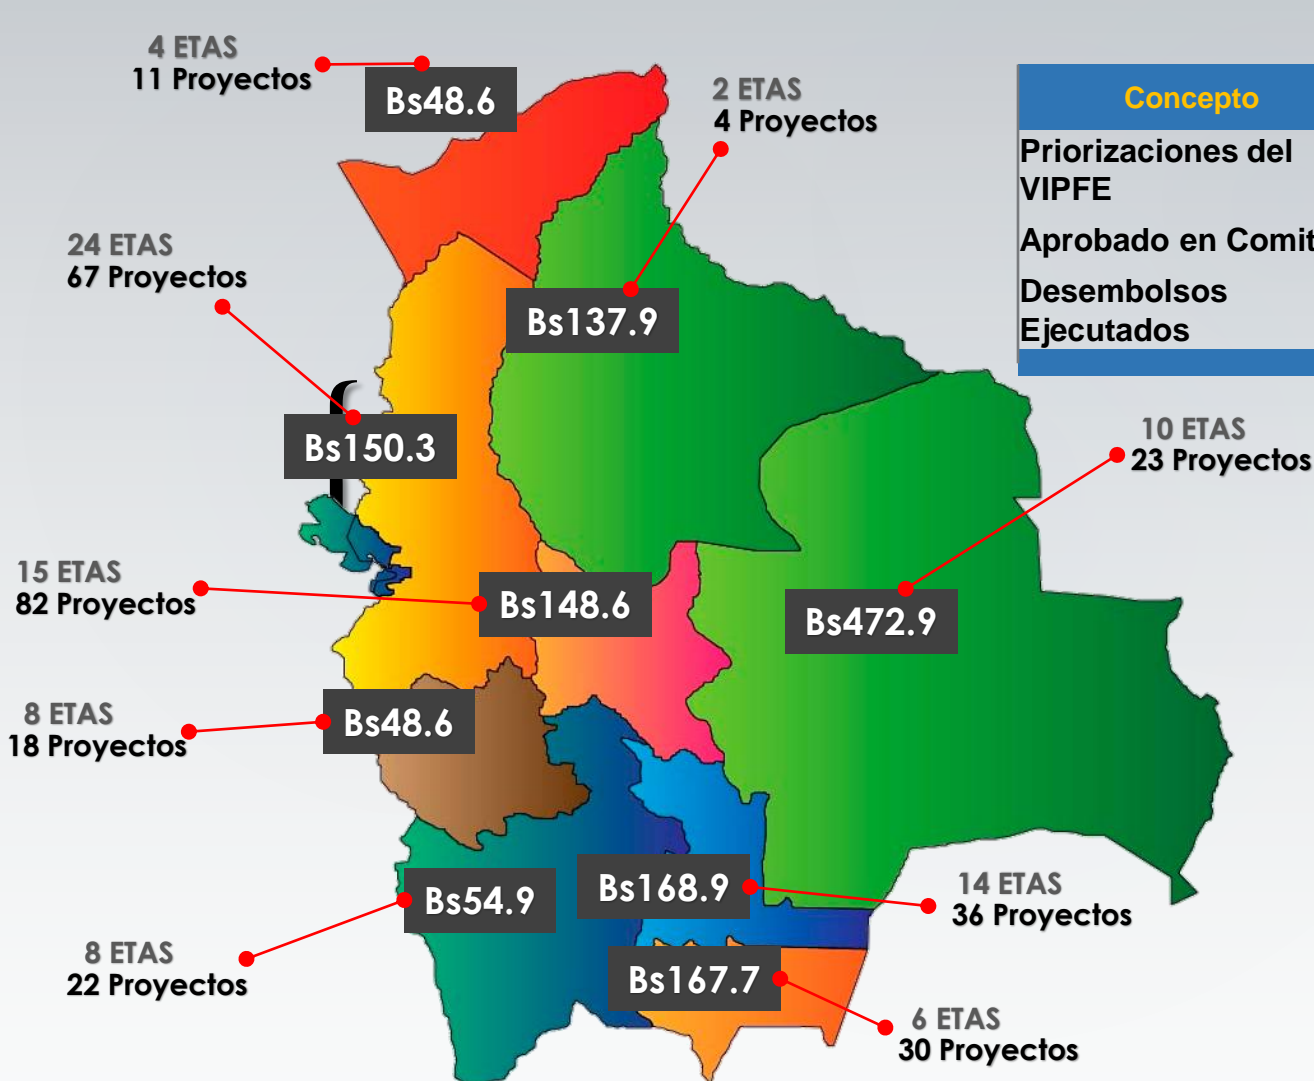 4 ETAS
11 Proyectos
Bs48.6
2 ETAS
4 Proyectos
Concepto
Priorizaciones del
VIPFE
Aprobado en Comit
Desembolsos
Ejecutados
24 ETAS
67 Proyectos
Bs137.9
Bs150.3
10 ETAS
23 Proyectos
15 ETAS
82 Proyectos
Bs148.6
Bs472.9
8 ETAS
18 Proyectos
Bs48.6
Bs54.9
Bs168.9
14 ETAS
36 Proyectos
8 ETAS
22 Proyectos
Bs167.7
6 ETAS
30 Proyectos